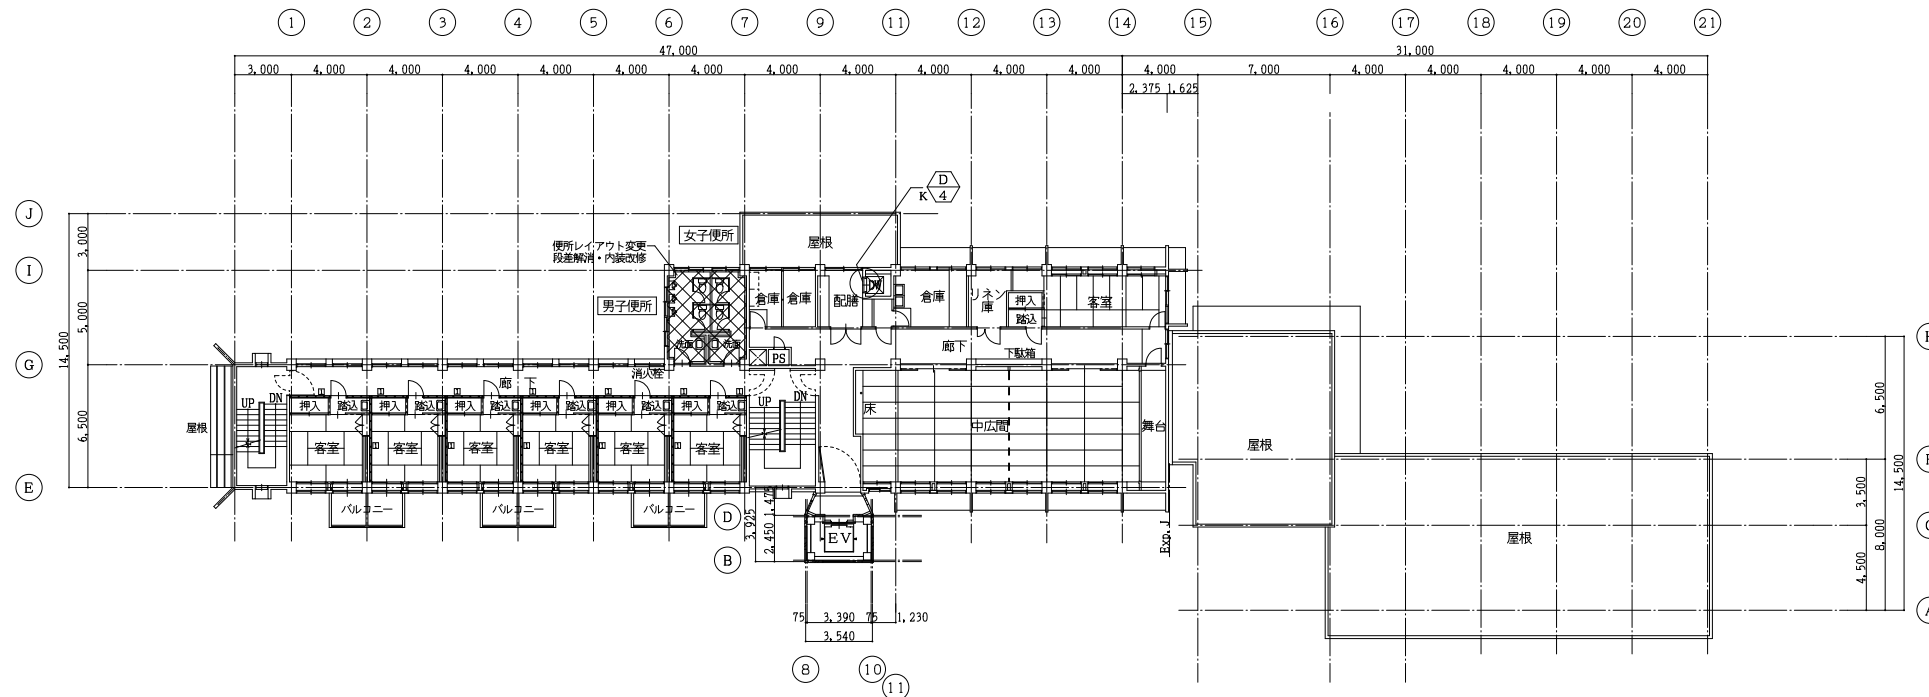 1 2 3 4 5 6 7 9 11 12 13 14 15 16 17 18 19 20 21
47,000 31,000
3,000 4,000 4,000 4,000 4,000 4,000 4,000 4,000 4,000 4,000 4,000 4,000 4,000 7,000 4,000 4,000 4,000 4,000 4,000
2,375 1,625
D
K 4
J
3,000
女子便所
屋根
便所レイアウト変更
段差解消・内装改修
I
男子便所
倉庫 倉庫 配膳 DW 倉庫 リネン庫 押入 客室
踏込
5,000
14,500
洗面 洗面
PS
廊下 下駄箱
G
消火栓
廊 下
UP DN
押入 踏込 押入 踏込 押入 踏込 押入 踏込 押入 踏込 押入 踏込
UP DN
床
6,500
屋根
客室 客室 客室 客室 客室 客室
中広間 舞台
屋根
6,500
14,500
E
バルコニー バルコニー バルコニー
D
3,925
2,450
EV
B
Exp.J
屋根
3,500
8,000
4,500
75 3,390 75 1,230
3,540
8 10
11